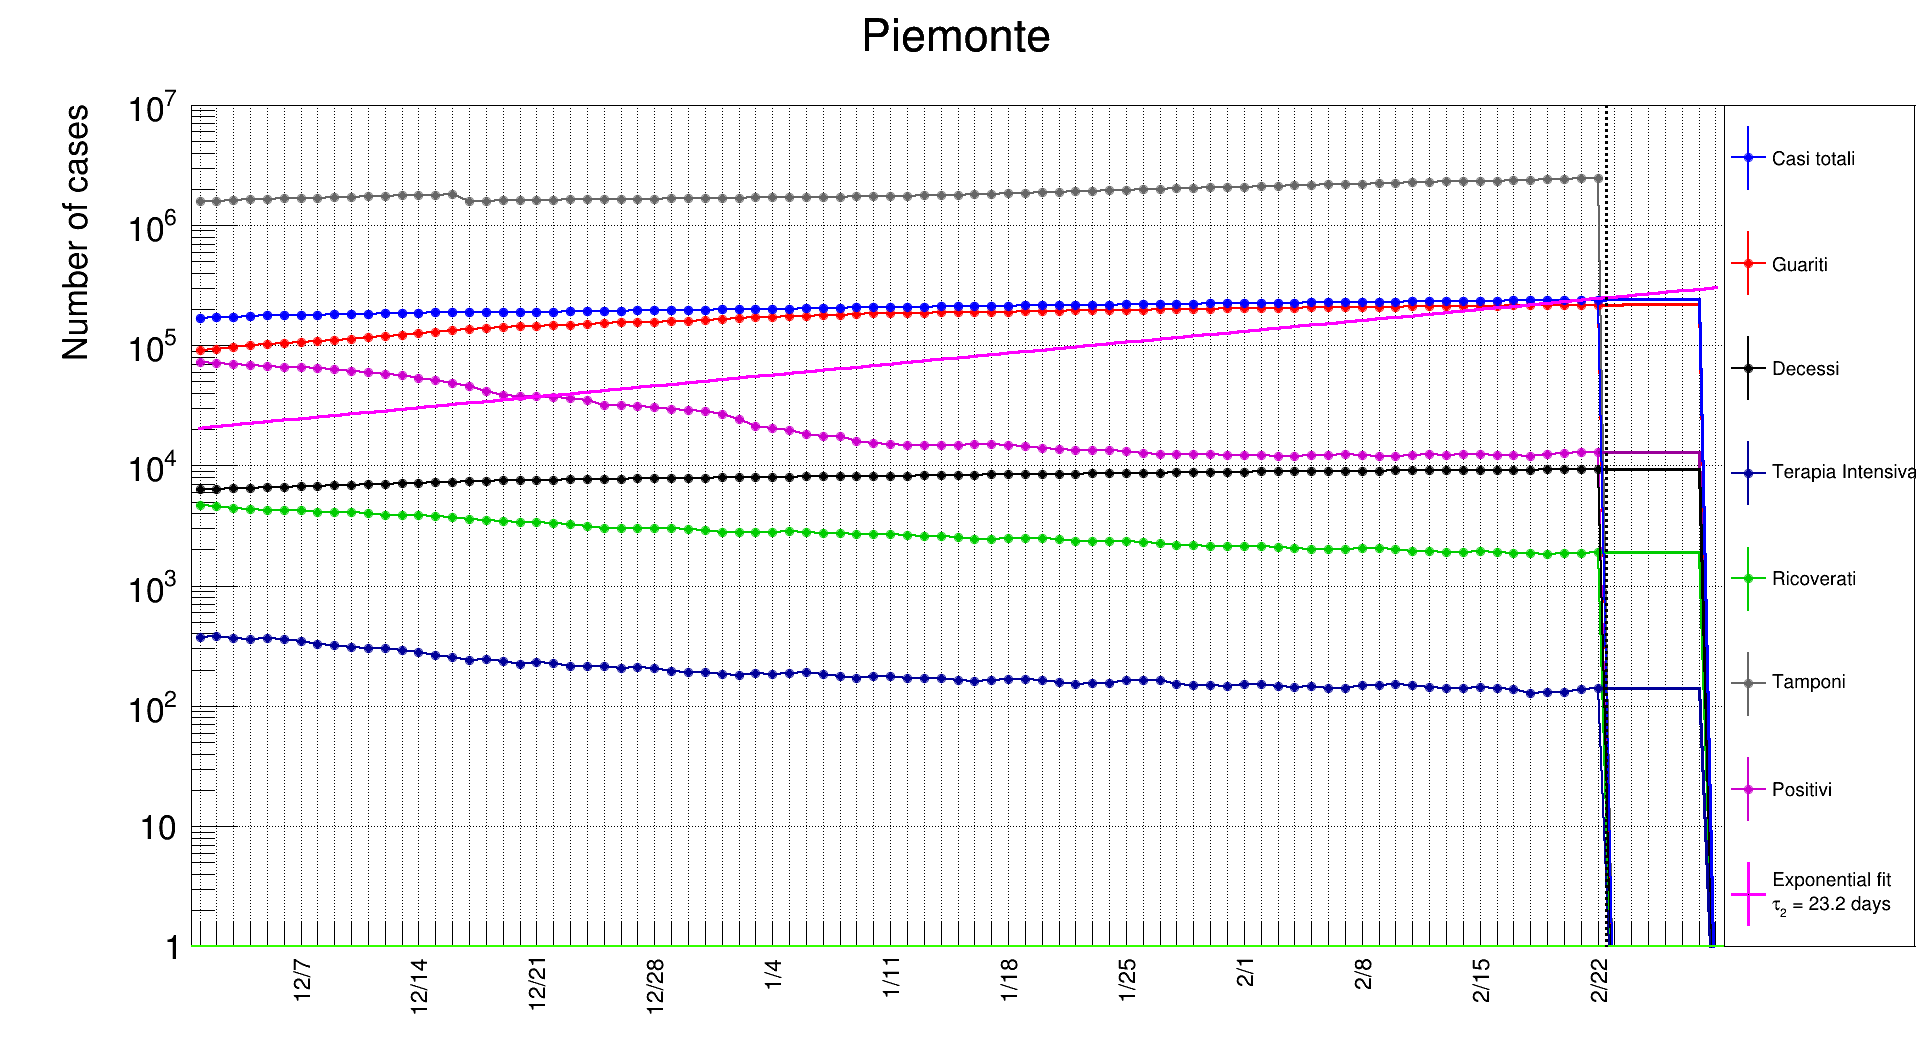 Piemonte
Number of cases
10^7
10^6
10^5
10^4
10^3
10^2
10
1
12/7
12/14
12/21
12/28
1/4
1/11
1/18
1/25
2/1
2/8
2/15
2/22
Casi totali
Guariti
Decessi
Terapia Intensiva
Ricoverati
Tamponi
Positivi
Exponential fit
τ_2 = 23.2 days